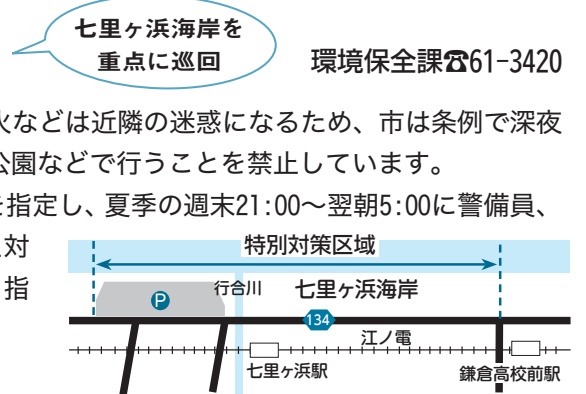 七里ヶ浜海岸を
重点に巡回
環境保全課☎61-3420
火などは近隣の迷惑になるため、市は条例で深夜
公園などで行うことを禁止しています。
を指定し、夏季の週末21:00〜翌朝5:00に警備員、
対
指
特別対策区域
P
行合川
七里ヶ浜海岸
134
江ノ電
七里ヶ浜駅
鎌倉高校前駅